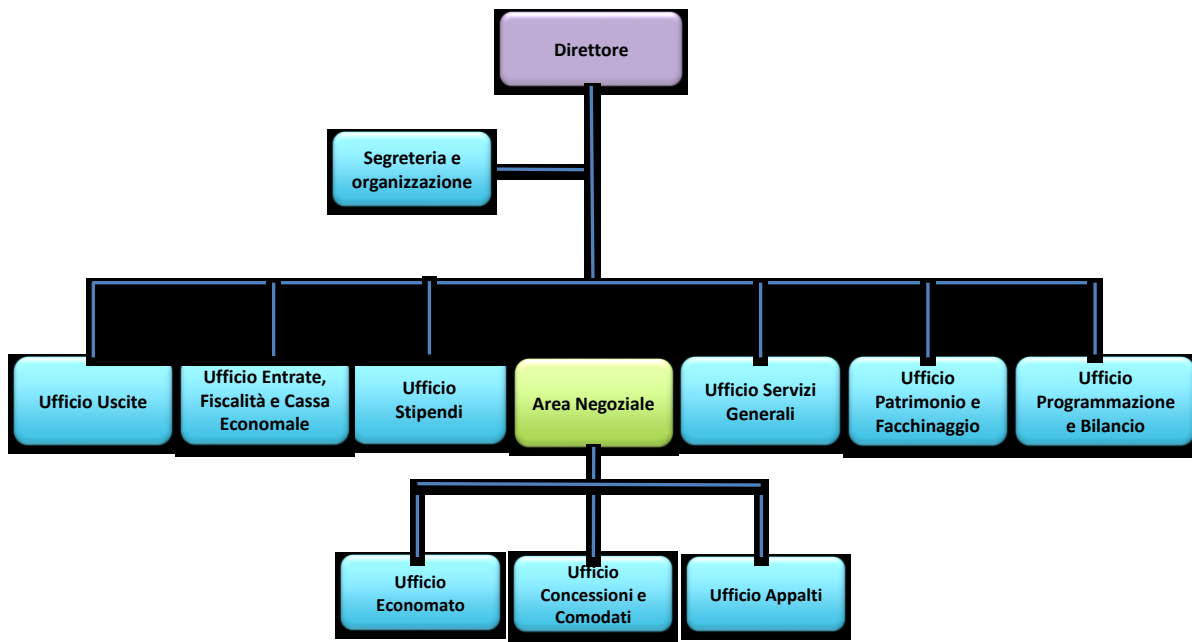 Direttore
Segreteria e
organizzazione
Ufficio Uscite
Ufficio Entrate,
Fiscalità e Cassa
Economale
Ufficio
Stipendi
Area Negoziale
Ufficio Servizi
Generali
Ufficio
Patrimonio e
Facchinaggio
Ufficio
Programmazione
e Bilancio
Ufficio
Economato
Ufficio
Concessioni e
Comodati
Ufficio Appalti